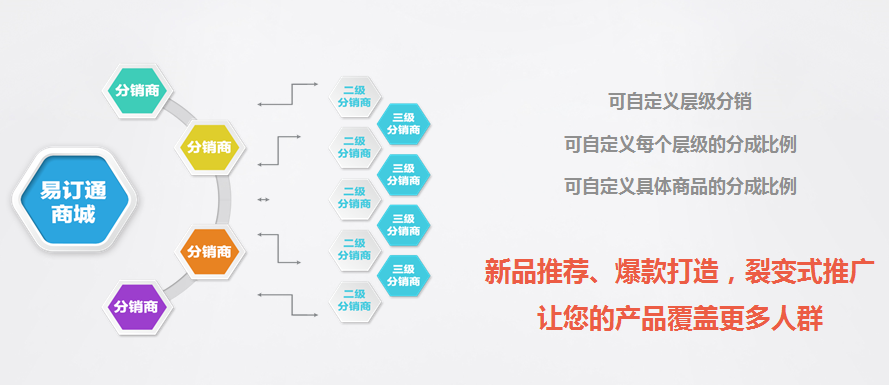 分销商
分销商
易订通
商城
分销商
分销商
二级
分销商
三级
分销商
二级
分销商
三级
分销商
二级
分销商
三级
分销商
二级
分销商
三级
分销商
二级
分销商
可自定义层级分销
可自定义每个层级的分成比例
可自定义具体商品的分成比例
新品推荐、爆款打造，裂变式推广
让您的产品覆盖更多人群